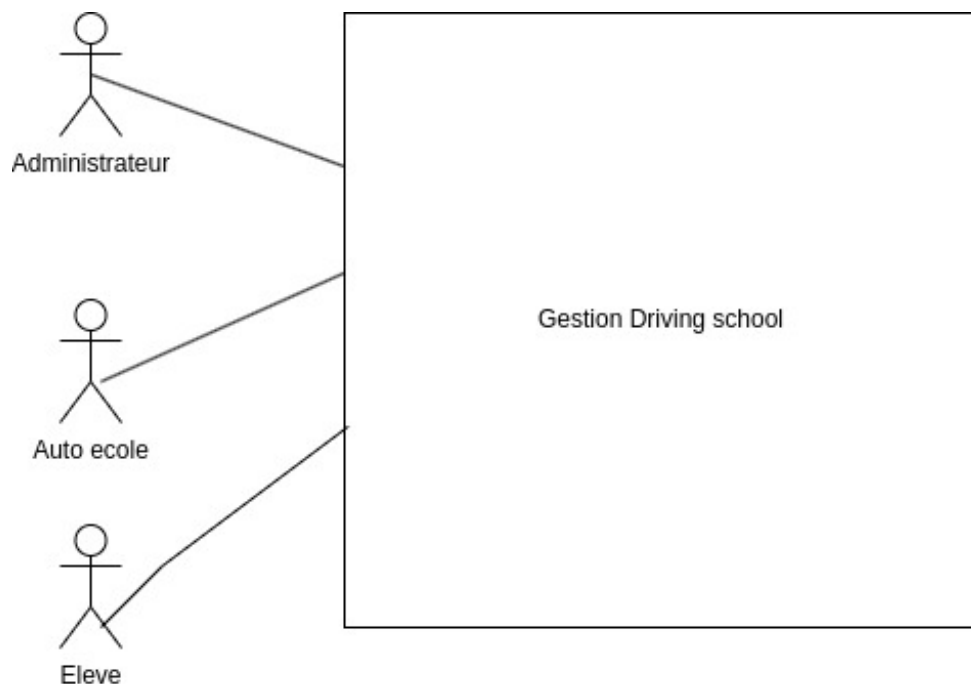 Administrateur
Gestion Driving school
Auto ecole
Eleve